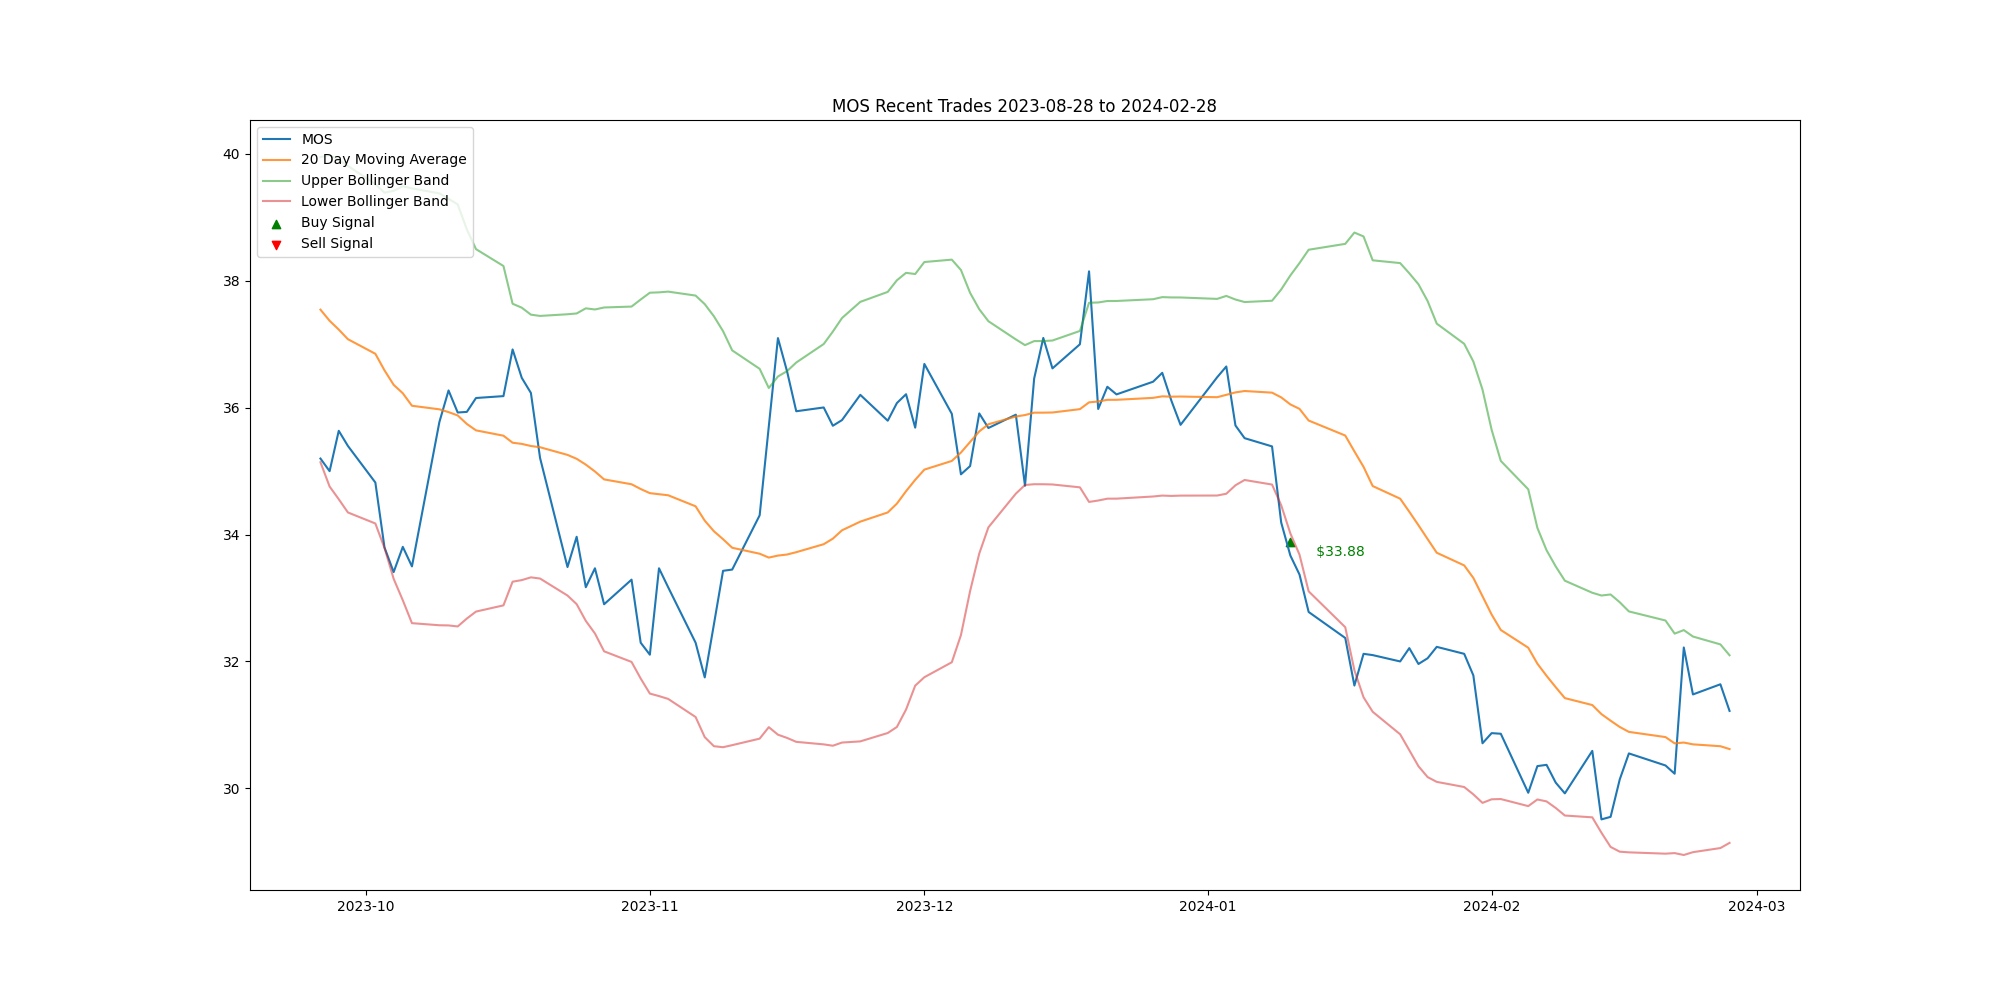 MOS Recent Trades 2023-08-28 to 2024-02-28
MOS
20 Day Moving Average
Upper Bollinger Band
Lower Bollinger Band
Buy Signal
Sell Signal
40
38
36
34
32
30
$33.88
2023-10
2023-11
2023-12
2024-01
2024-02
2024-03